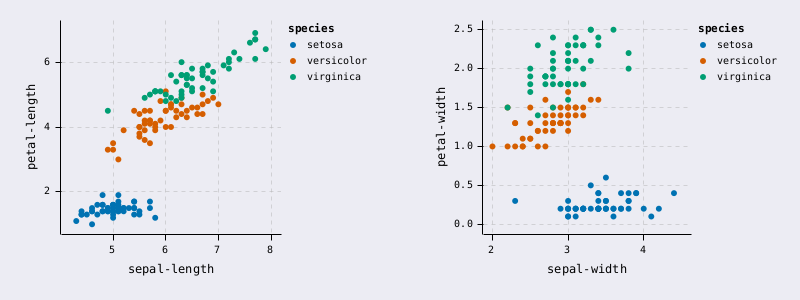 species
setosa
versicolor
virginica
6
4
2
petal-length
5 6 7 8
sepal-length
species
setosa
versicolor
virginica
2.5
2.0
1.5
1.0
0.5
0.0
petal-width
2 3 4
sepal-width